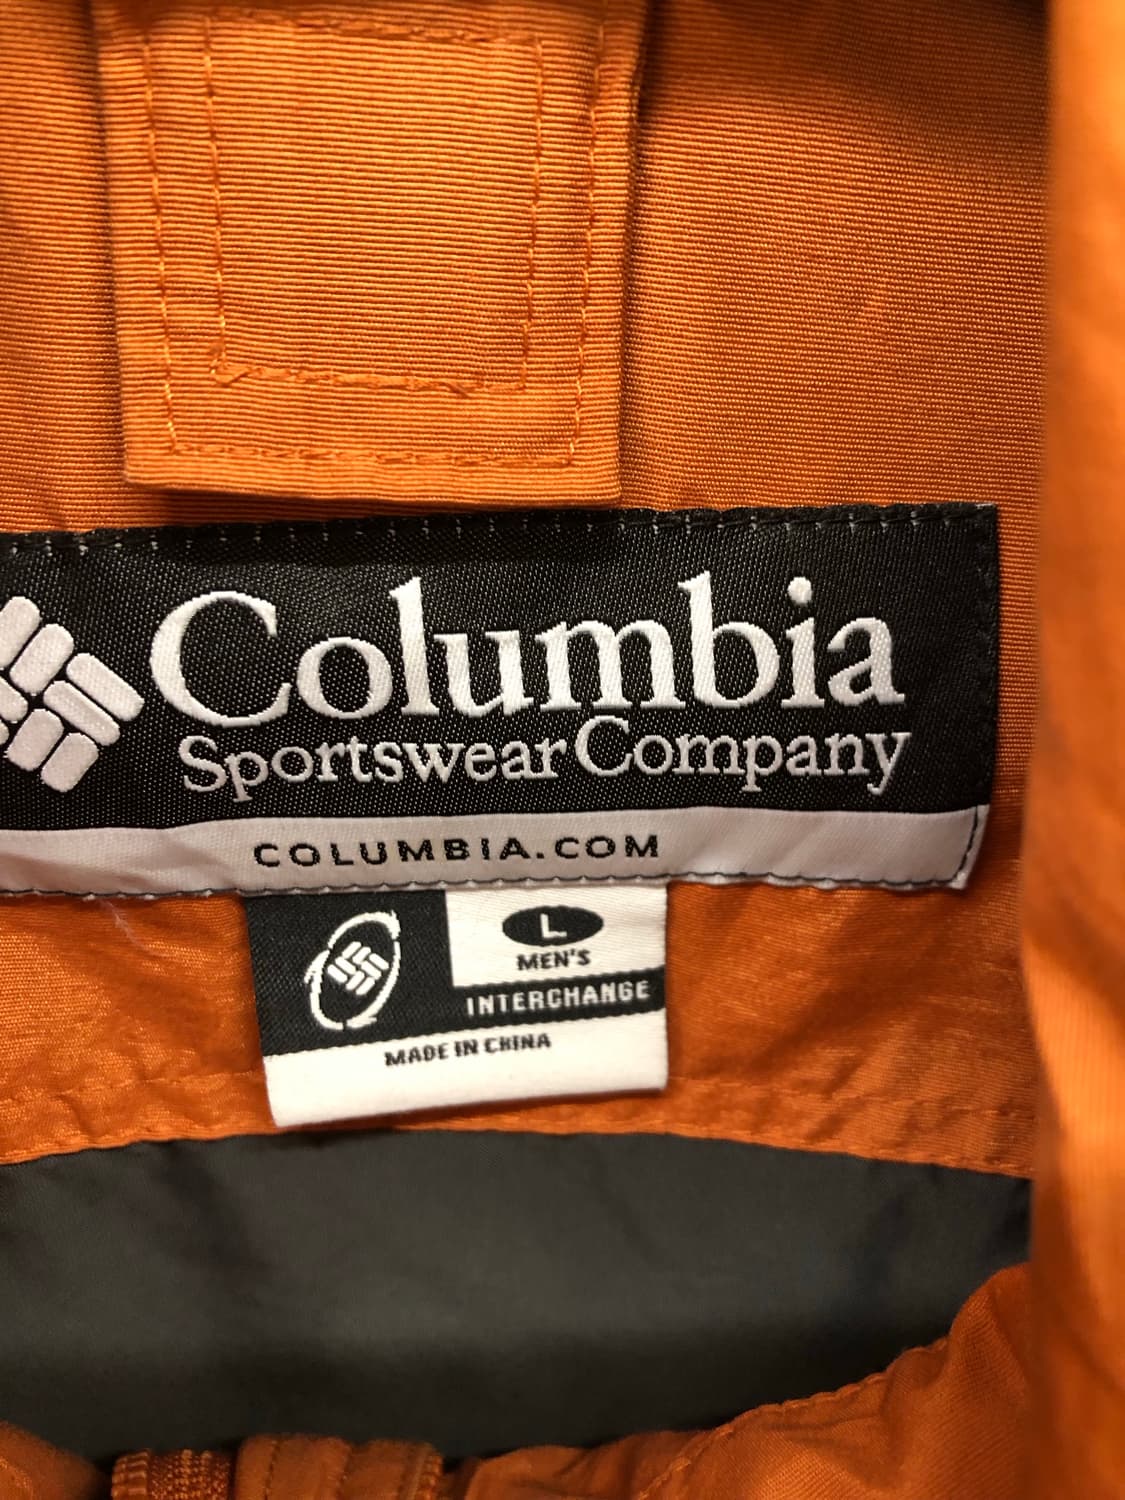 Columbia
Sportswear Company
COLUMBIA.COM
L
MEN'S
INTERCHANGE
MADE IN CHINA